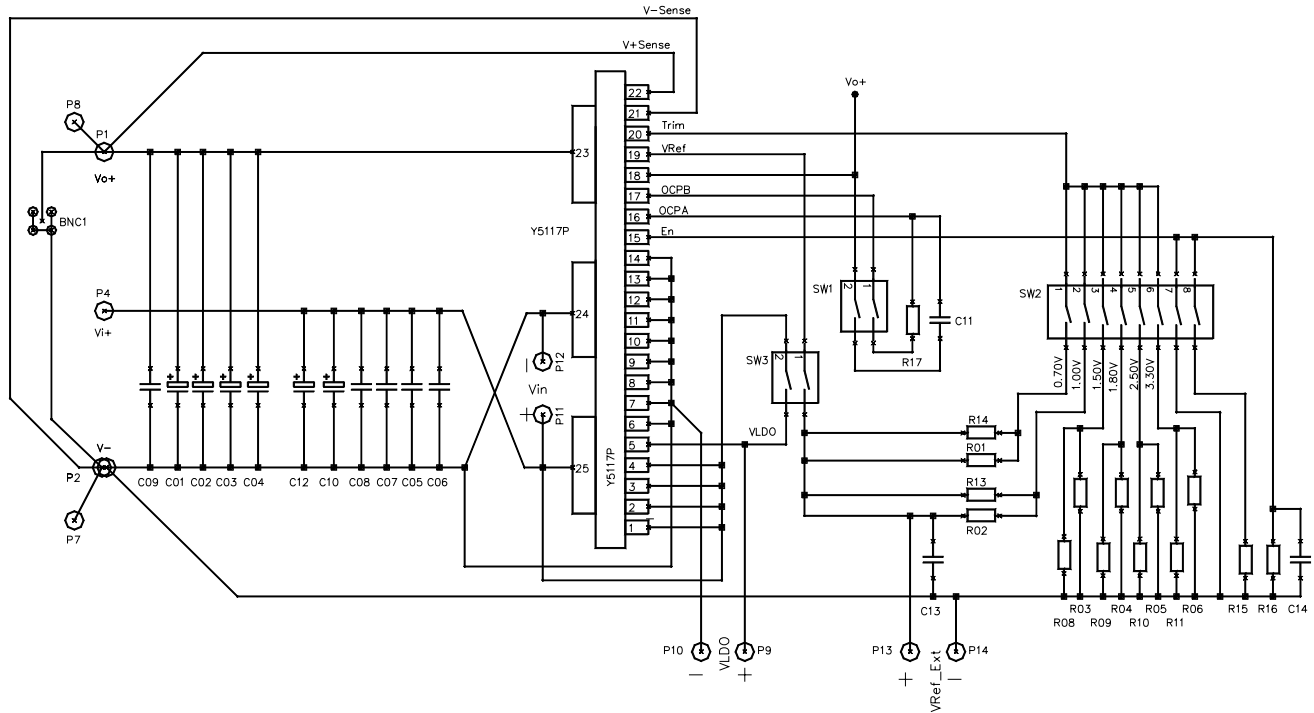 V-Sense
V+Sense
P8
P1
Vo+
BNC1
P4
Vi+
V-
P2
P7
C09
C01
C02
C03
C04
C12
C10
C08
C07
C05
C06
+
+
+
+
+
+
Y5117P
23
24
25
Y5117P
-
P12
Vin
+
P11
22
21
20
19
18
17
16
15
14
13
12
11
10
9
8
7
6
5
4
3
2
1
Trim
VRef
OCPB
OCPA
En
VLDO
Vo+
SW1
2
1
R17
C11
SW3
2
1
SW2
1
2
3
4
5
6
7
8
0.70V
1.00V
1.50V
1.80V
2.50V
3.30V
R14
R01
R13
R02
C13
R08
R03
R09
R04
R10
R05
R11
R06
R15
R16
C14
P10
-
VLDO
P9
+
P13
+
VRef_Ext
P14
-